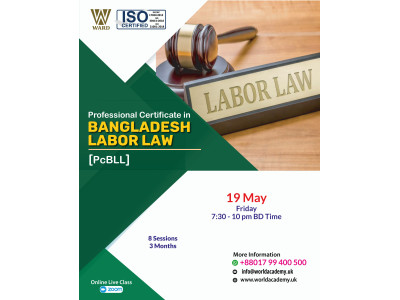 WARD
ISO
CERTIFIED
LABOR LAW
Professional Certificate in
BANGLADESH
LABOR LAW
[PcBLL]
19 May
Friday
7:30 - 10 pm BD Time
8 Sessions
3 Months
More Information
+88017 99 400 500
info@worldacademy.uk
www.worldacademy.uk
Online Live Class
zoom